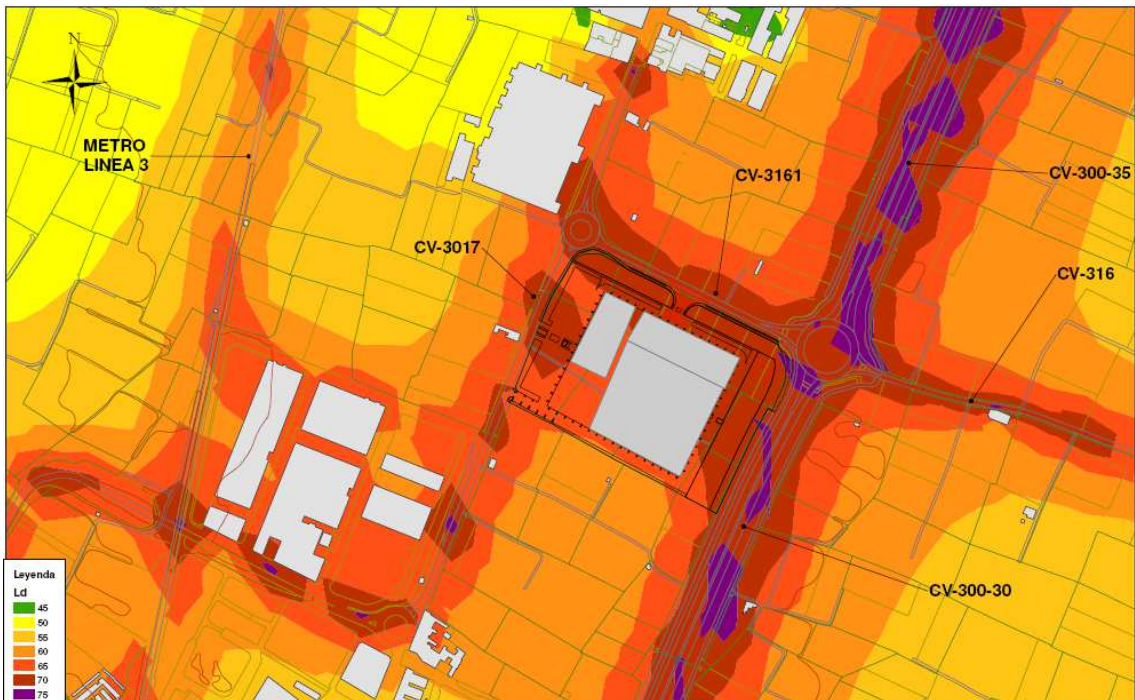 N
METRO
LINEA 3
CV-3161
CV-300-35
CV-3017
CV-316
CV-300-30
Leyenda
Ld
45
50
55
60
65
70
75